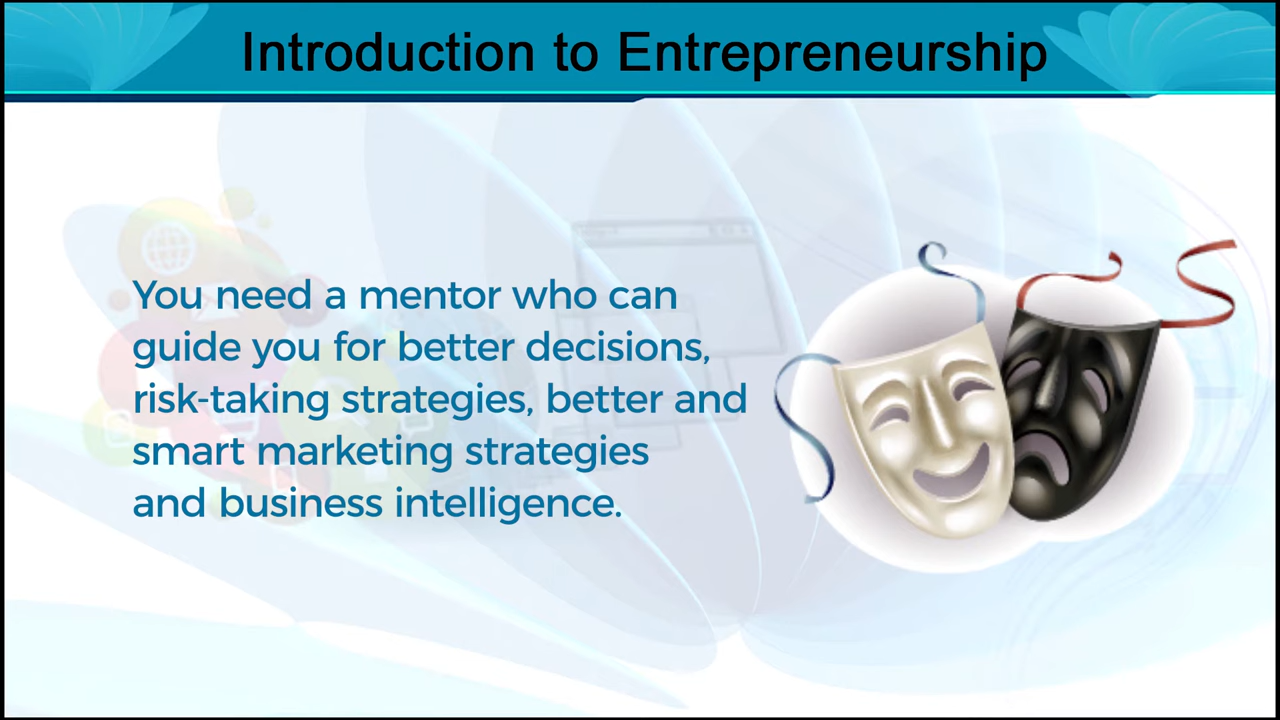 Introduction to Entrepreneurship
You need a mentor who can
guide you for better decisions,
risk-taking strategies, better and
smart marketing strategies
and business intelligence.